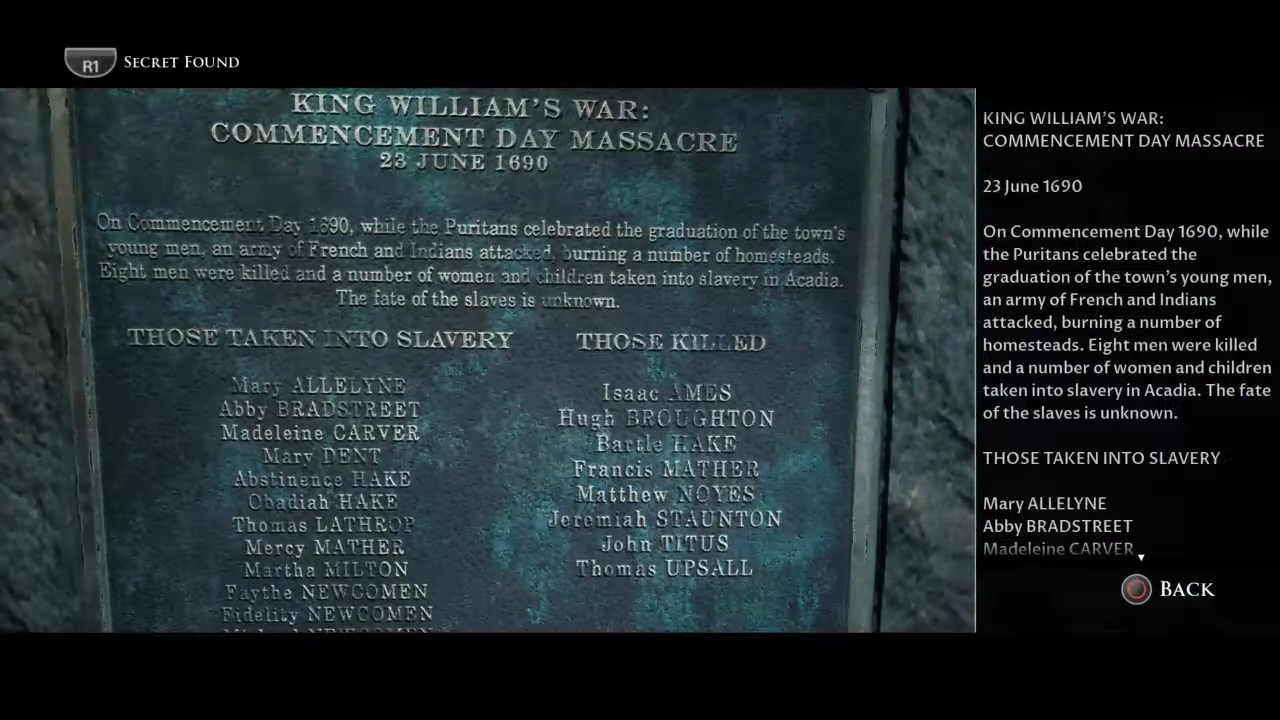 R1 SECRET FOUND
KING WILLIAM'S WAR:
COMMENCEMENT DAY MASSACRE
23 JUNE 1690
On Commencement Day 1690, while the Puritans celebrated the graduation of the town's
young men, an army of French and Indians attacked, burning a number of homesteads.
Eight men were killed and a number of women and children taken into slavery in Acadia.
The fate of the slaves is unknown.
THOSE TAKEN INTO SLAVERY
Mary ALLELYNE
Abby BRADSTREET
Madeleine CARVER
Mary DENT
Abstinence HAKE
Obadiah HAKE
Thomas LATHROP
Mercy MATHER
Martha MILTON
Faythe NEWCOMEN
Fidelity NEWCOMEN
THOSE KILLED
Isaac AMES
Hugh BROUGHTON
Bartle HAKE
Francis MATHER
Matthew NOYES
Jeremiah STAUNTON
John TITUS
Thomas UPSALL
KING WILLIAM'S WAR:
COMMENCEMENT DAY MASSACRE
23 June 1690
On Commencement Day 1690, while
the Puritans celebrated the
graduation of the town's young men,
an army of French and Indians
attacked, burning a number of
homesteads. Eight men were killed
and a number of women and children
taken into slavery in Acadia. The fate
of the slaves is unknown.
THOSE TAKEN INTO SLAVERY
Mary ALLELYNE
Abby BRADSTREET
Madeleine CARVER
BACK